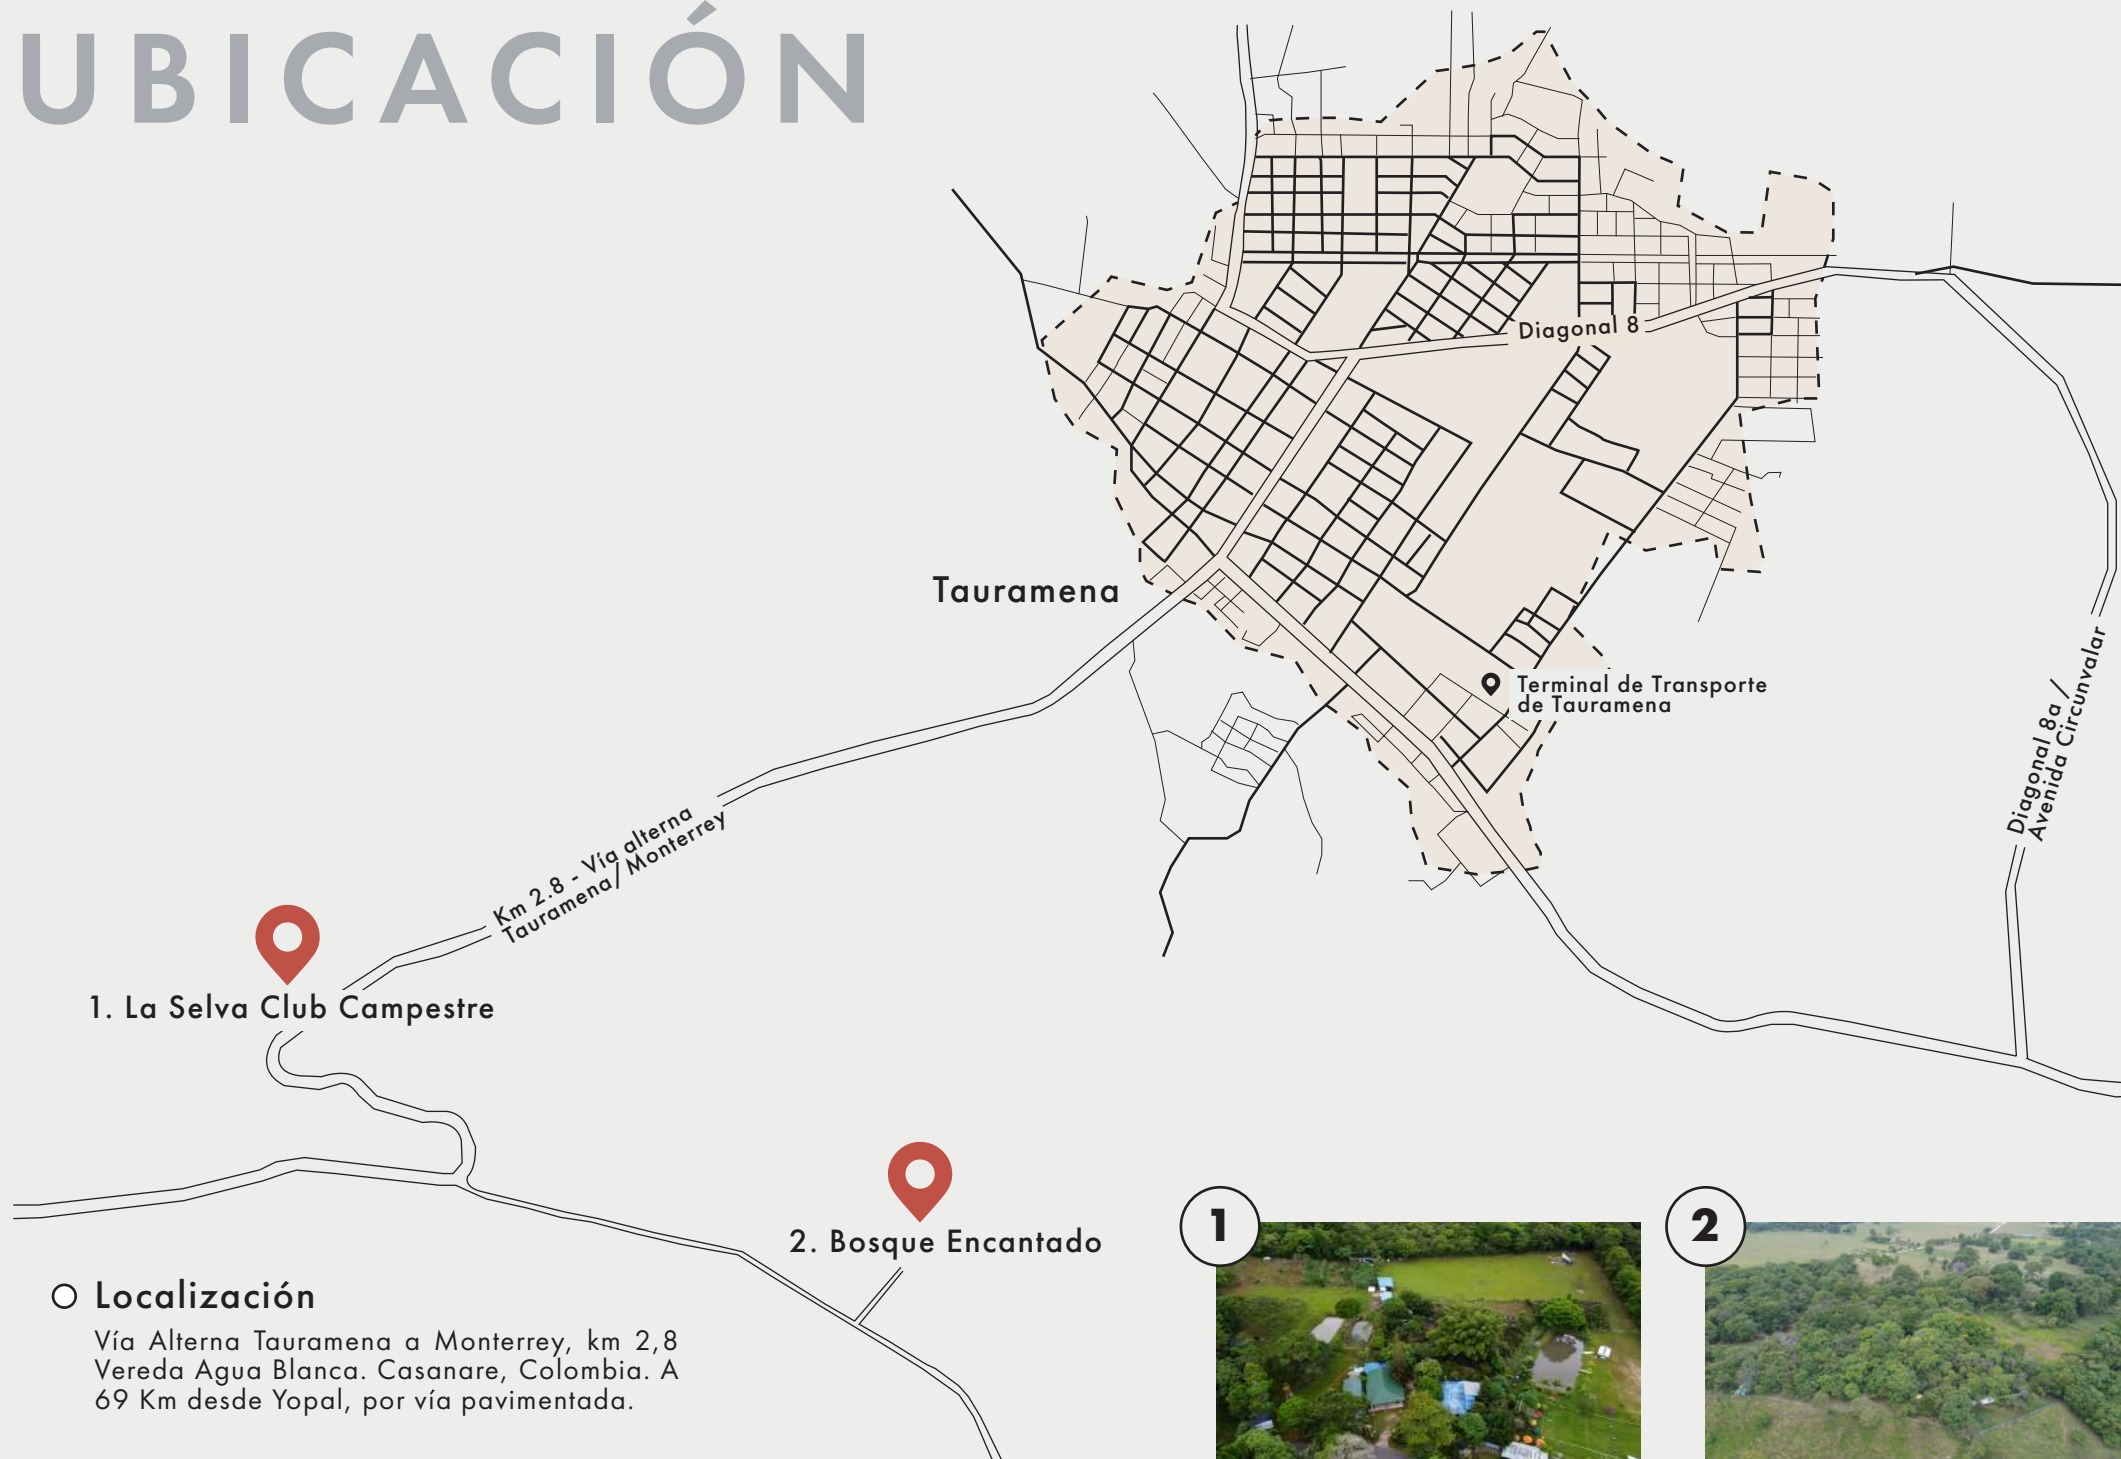 UBICACIÓN
Diagonal 8
Tauramena
Terminal de Transporte
de Tauramena
Diagonal 8a /
Avenida Circunvalar
Km 2.8 - Vía alterna
Tauramena/ Monterrey
1. La Selva Club Campestre
2. Bosque Encantado
1
2
Localización
Vía Alterna Tauramena a Monterrey, km 2,8
Vereda Agua Blanca. Casanare, Colombia. A
69 Km desde Yopal, por vía pavimentada.